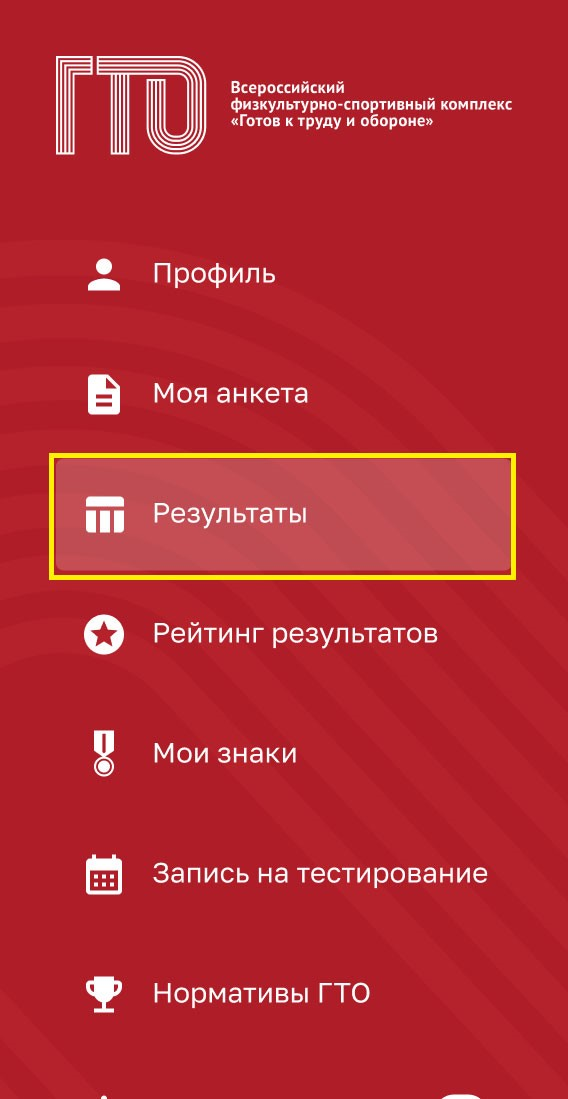 ГТО
Всероссийский
физкультурно-спортивный комплекс
«Готов к труду и обороне»
Профиль
Моя анкета
Результаты
Рейтинг результатов
Мои знаки
Запись на тестирование
Нормативы ГТО